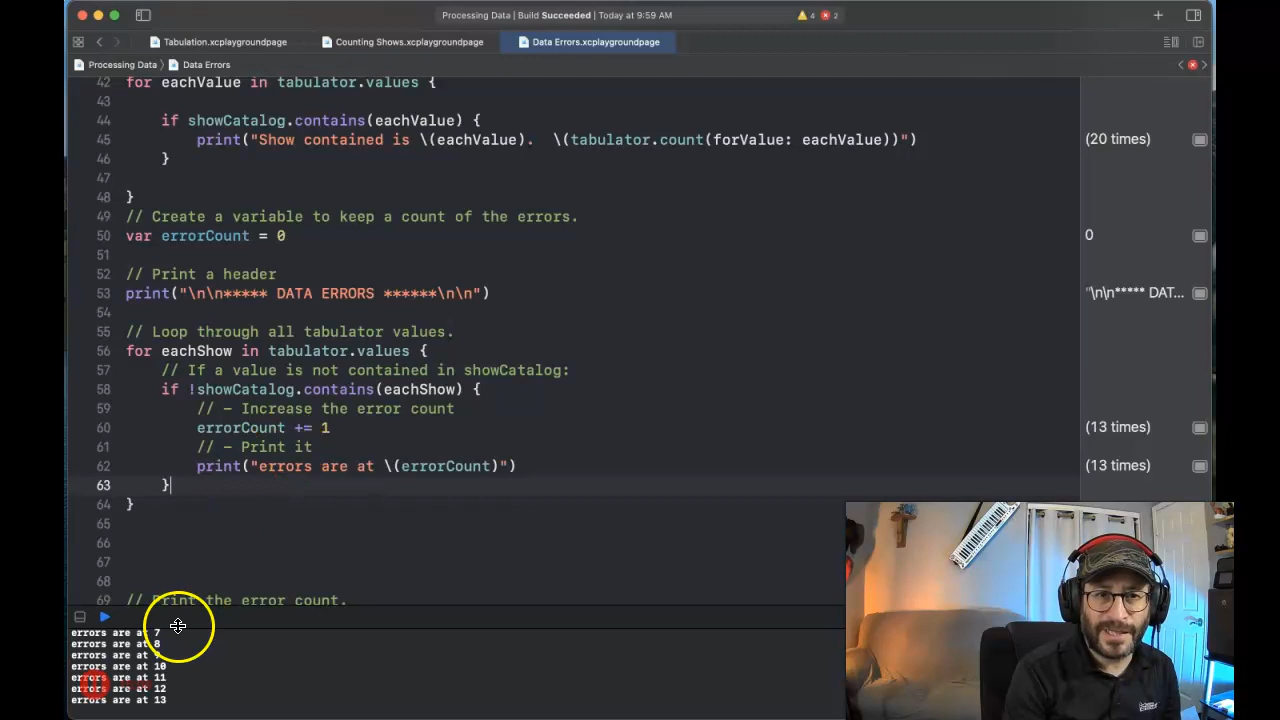 Processing Data | Build Succeeded | Today at 9:59 AM
4
2
Tabulation.xcplaygroundpage
Counting Shows.xcplaygroundpage
Data Errors.xcplaygroundpage
Processing Data
Data Errors
42 for eachValue in tabulator.values {
43
44 if showCatalog.contains(eachValue) {
45 print("Show contained is \(eachValue).  \(tabulator.count(forValue: eachValue))")
(20 times)
46 }
47
48 }
49 // Create a variable to keep a count of the errors.
50 var errorCount = 0
0
51
52 // Print a header
53 print("\n\n***** DATA ERRORS ******\n\n")
"\n\n***** DAT...
54
55 // Loop through all tabulator values.
56 for eachShow in tabulator.values {
57 // If a value is not contained in showCatalog:
58 if !showCatalog.contains(eachShow) {
59 // - Increase the error count
60 errorCount += 1
(13 times)
61 // - Print it
62 print("errors are at \(errorCount)")
(13 times)
63 }
64 }
65
66
67
68
69 // Print the error count.
errors are at 7
errors are at 8
errors are at 9
errors are at 10
errors are at 11
errors are at 12
errors are at 13